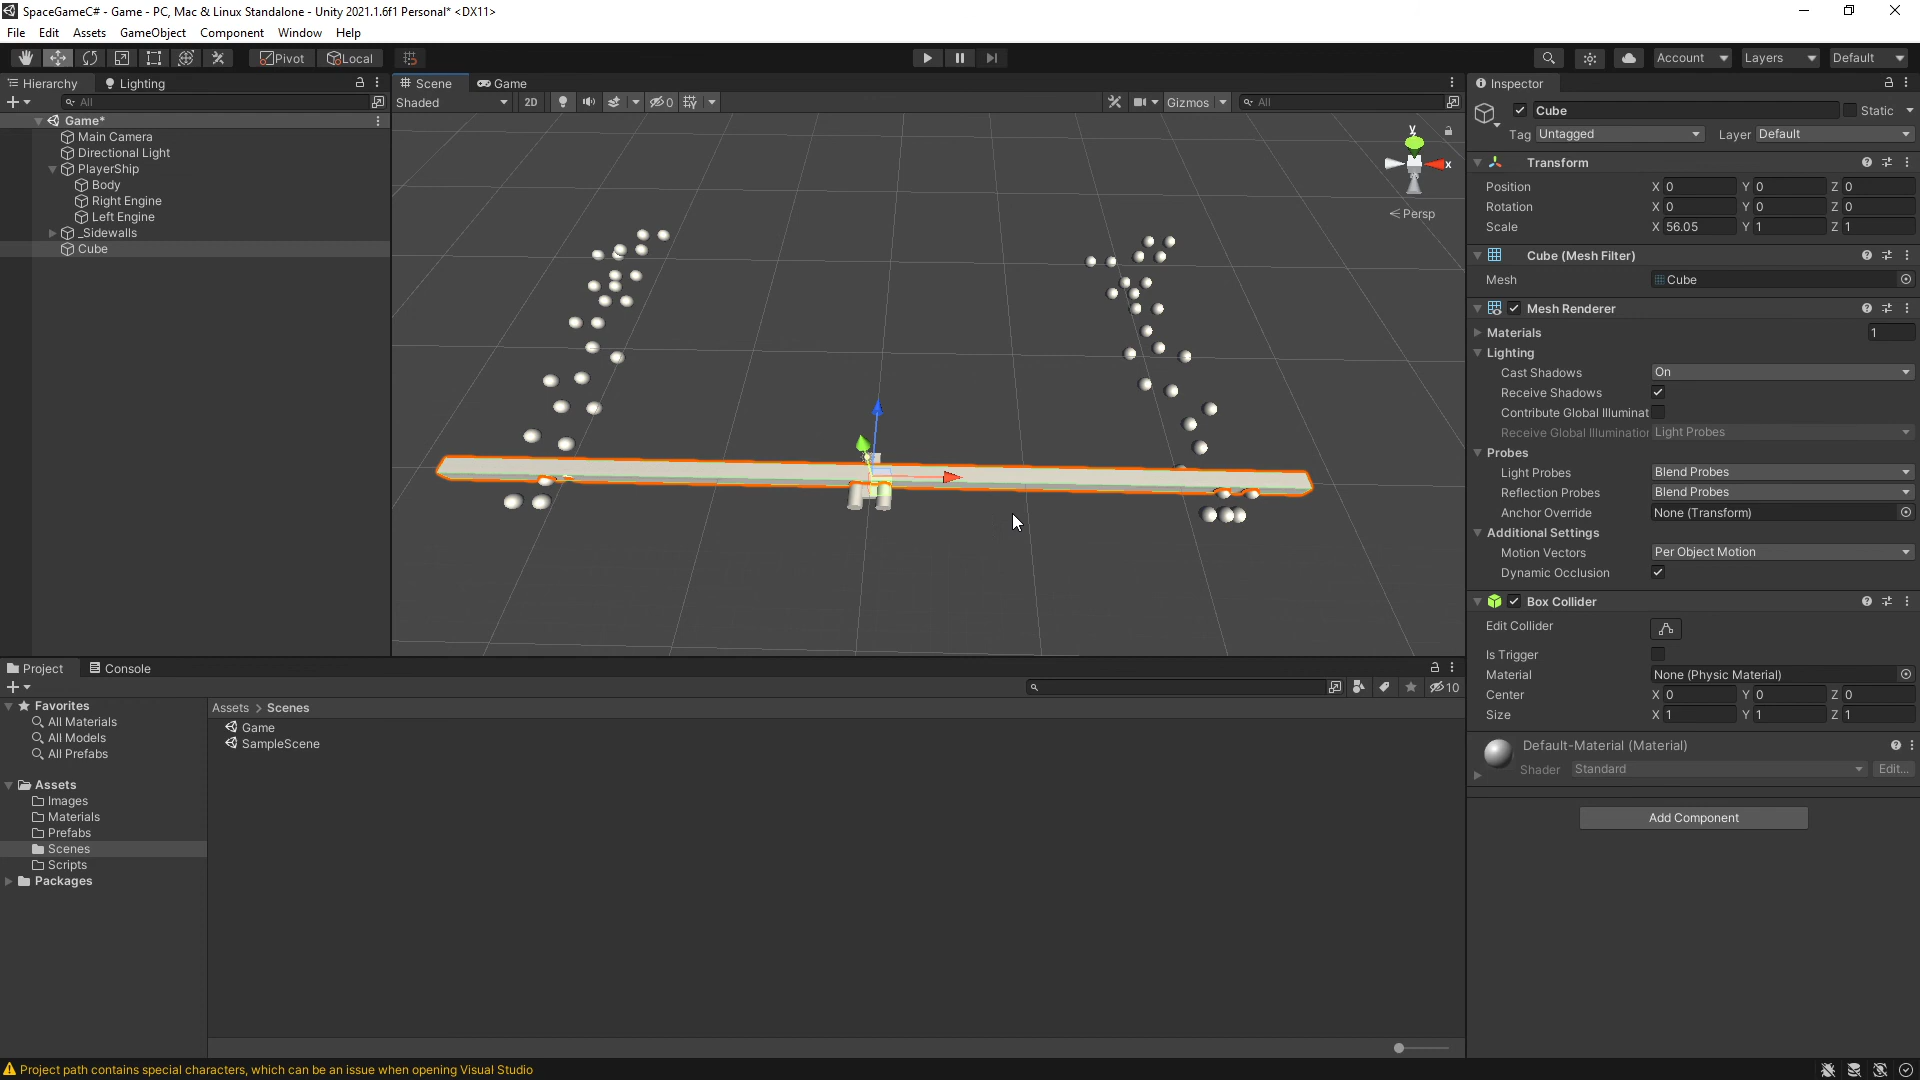 SpaceGameC# - Game - PC, Mac & Linux Standalone - Unity 2021.1.6f1 Personal* <DX11>
File Edit Assets GameObject Component Window Help
Pivot Local Account Layers Default
Hierarchy Lighting
All
Game*
Main Camera
Directional Light
PlayerShip
Body
Right Engine
Left Engine
_Sidewalls
Cube
Scene Game
Shaded 2D 0 Gizmos All
y
x
Persp
Inspector
Cube Static
Tag Untagged Layer Default
Transform
Position X 0 Y 0 Z 0
Rotation X 0 Y 0 Z 0
Scale X 56.05 Y 1 Z 1
Cube (Mesh Filter)
Mesh Cube
Mesh Renderer
Materials 1
Lighting
Cast Shadows On
Receive Shadows
Contribute Global Illuminat
Receive Global Illumination Light Probes
Probes
Light Probes Blend Probes
Reflection Probes Blend Probes
Anchor Override None (Transform)
Additional Settings
Motion Vectors Per Object Motion
Dynamic Occlusion
Box Collider
Edit Collider
Is Trigger
Material None (Physic Material)
Center X 0 Y 0 Z 0
Size X 1 Y 1 Z 1
Default-Material (Material)
Shader Standard Edit...
Add Component
Project Console
10
Favorites
All Materials
All Models
All Prefabs
Assets
Images
Materials
Prefabs
Scenes
Scripts
Packages
Assets > Scenes
Game
SampleScene
Project path contains special characters, which can be an issue when opening Visual Studio